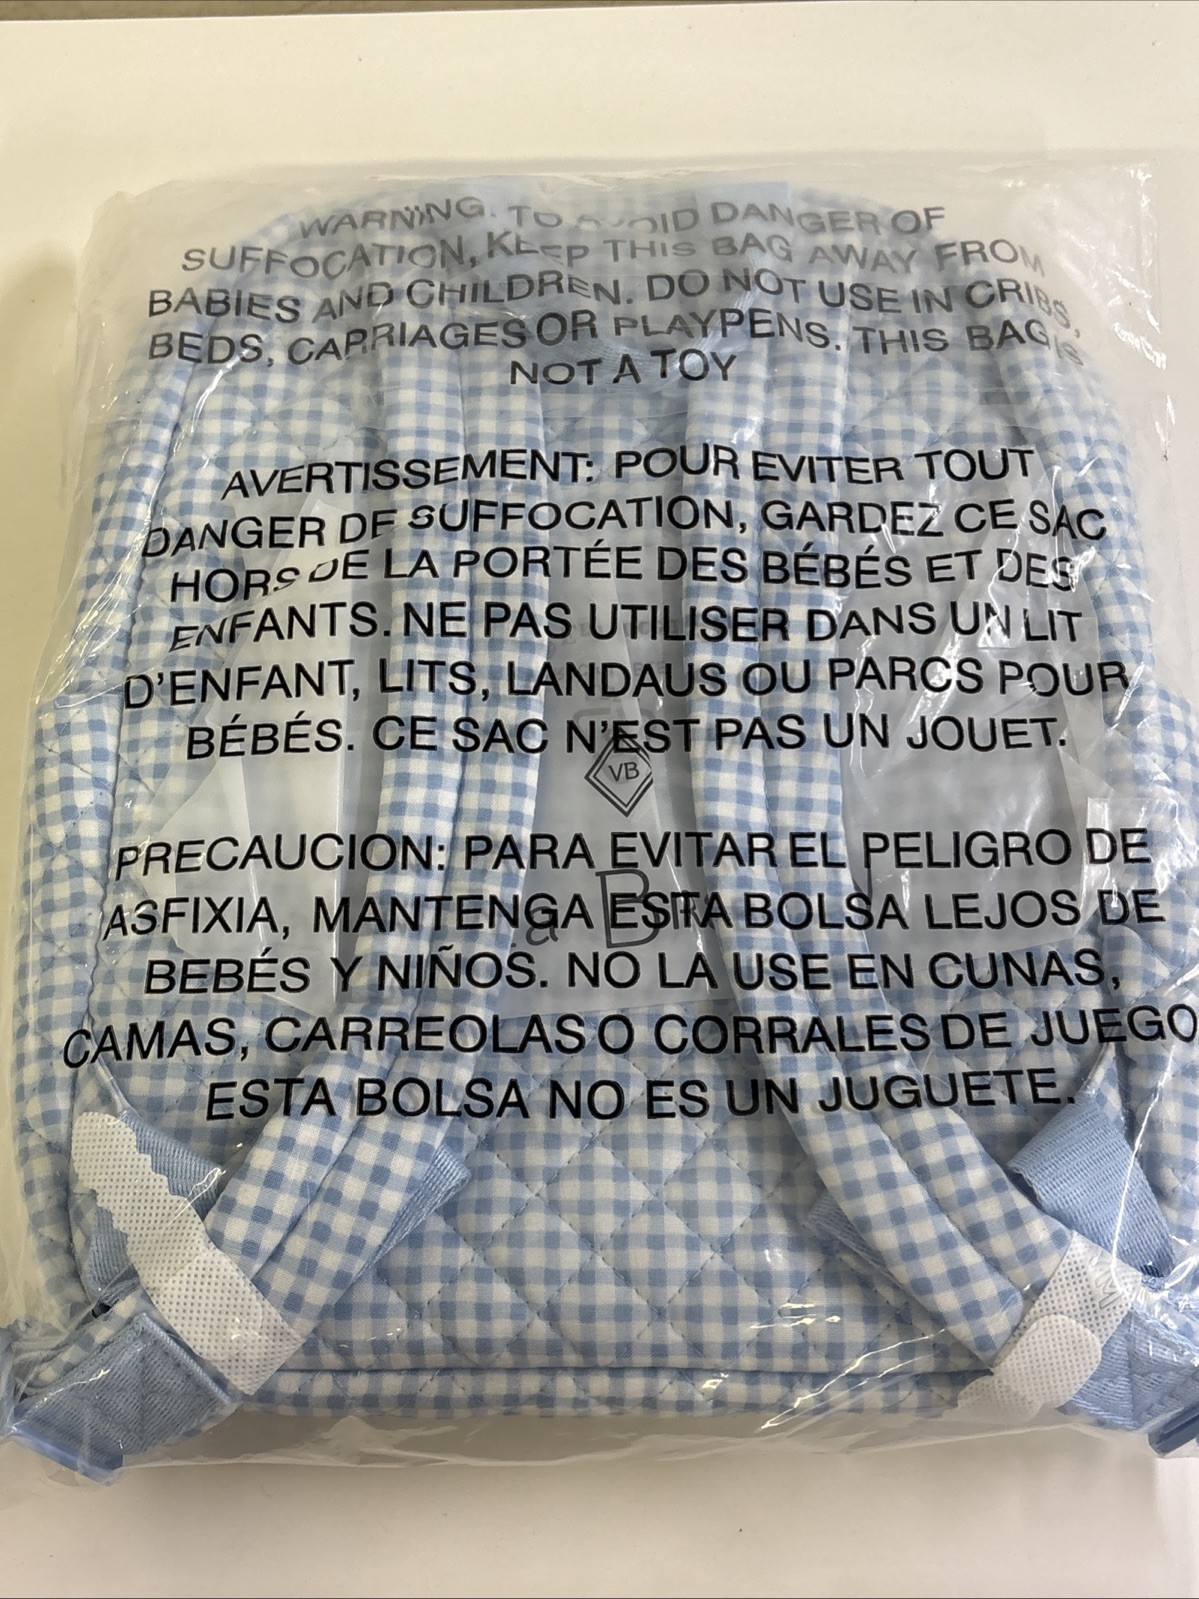 WARNING. TO AVOID DANGER OF
SUFFOCATION, KEEP THIS BAG AWAY FROM
BABIES AND CHILDREN. DO NOT USE IN CRIBS,
BEDS, CARRIAGES OR PLAYPENS. THIS BAG IS
NOT A TOY
AVERTISSEMENT: POUR EVITER TOUT
DANGER DE SUFFOCATION, GARDEZ CE SAC
HORS DE LA PORTÉE DES BÉBÉS ET DES
ENFANTS. NE PAS UTILISER DANS UN LIT
D'ENFANT, LITS, LANDAUS OU PARCS POUR
BÉBÉS. CE SAC N'EST PAS UN JOUET.
VB
PRECAUCION: PARA EVITAR EL PELIGRO DE
ASFIXIA, MANTENGA ESTA BOLSA LEJOS DE
BEBÉS Y NIÑOS. NO LA USE EN CUNAS,
CAMAS, CARREOLAS O CORRALES DE JUEGO
ESTA BOLSA NO ES UN JUGUETE.